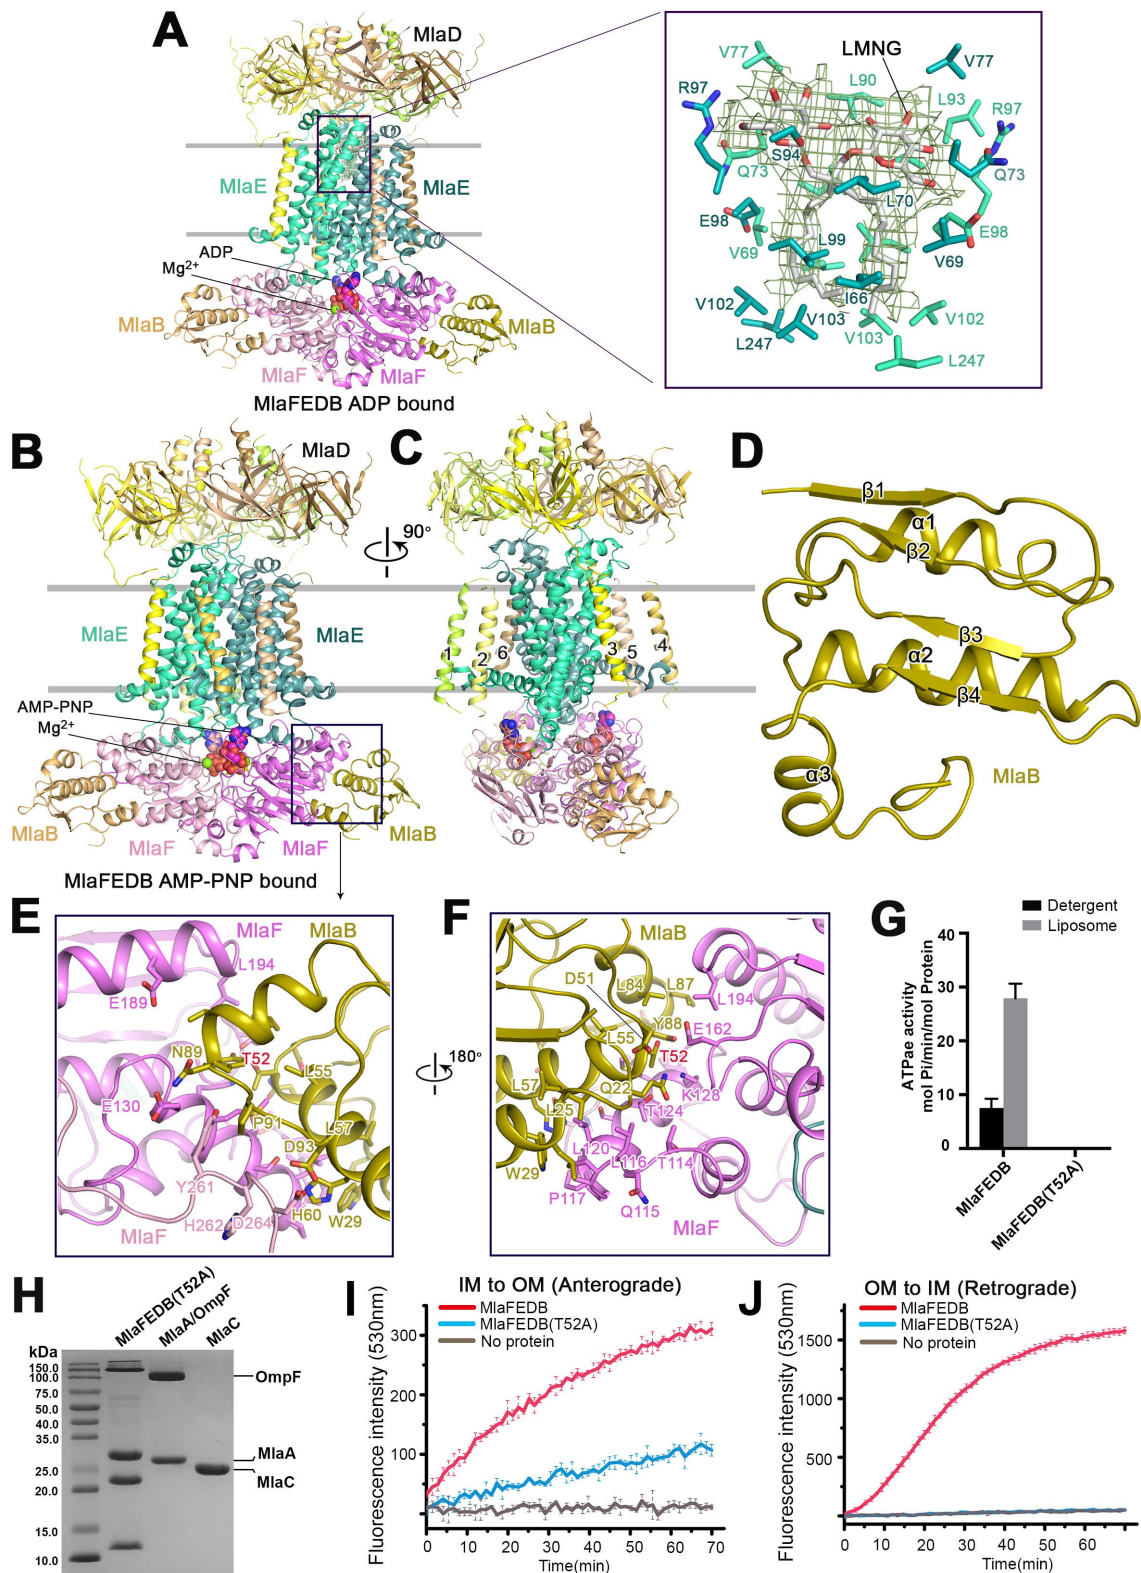 A
MlaD
MlaE
MlaE
ADP
Mg2+
MlaB
MlaB
MlaF
MlaF
MlaFEDB ADP bound
LMNG
V77
V77
L90
R97
L93
R97
S94
Q73
Q73
L70
E98
E98
L99
V69
V69
I66
V102
V103
V102
V103
L247
L247
B
MlaD
90°
MlaE
MlaE
AMP-PNP
Mg2+
MlaB
MlaF
MlaF
MlaB
MlaFEDB AMP-PNP bound
C
1
2
6
3
5
4
D
β1
α1
β2
β3
α2
β4
α3
MlaB
E
MlaF
MlaB
L194
E189
N89
T52
L55
E130
P91
L57
D93
Y261
H262
D264
H60
W29
MlaF
180°
F
MlaB
D51
L84
L87
L194
Y88
E162
L55
T52
L57
Q22
K128
L25
T124
L120
W29
L116
T114
P117
Q115
MlaF
G
Detergent
Liposome
ATPae activity
mol Pi/min/mol Protein
40
30
20
10
0
MlaFEDB
MlaFEDB(T52A)
H
MlaFEDB(T52A)
MlaA/OmpF
MlaC
kDa
150.0
100.0
75.0
50.0
40.0
35.0
25.0
20.0
15.0
10.0
OmpF
MlaA
MlaC
I
IM to OM (Anterograde)
MlaFEDB
MlaFEDB(T52A)
No protein
Fluorescence intensity (530nm)
300
200
100
0
0 10 20 30 40 50 60 70
Time(min)
J
OM to IM (Retrograde)
MlaFEDB
MlaFEDB(T52A)
No protein
Fluorescence intensity (530nm)
1500
1000
500
0
0 10 20 30 40 50 60
Time(min)